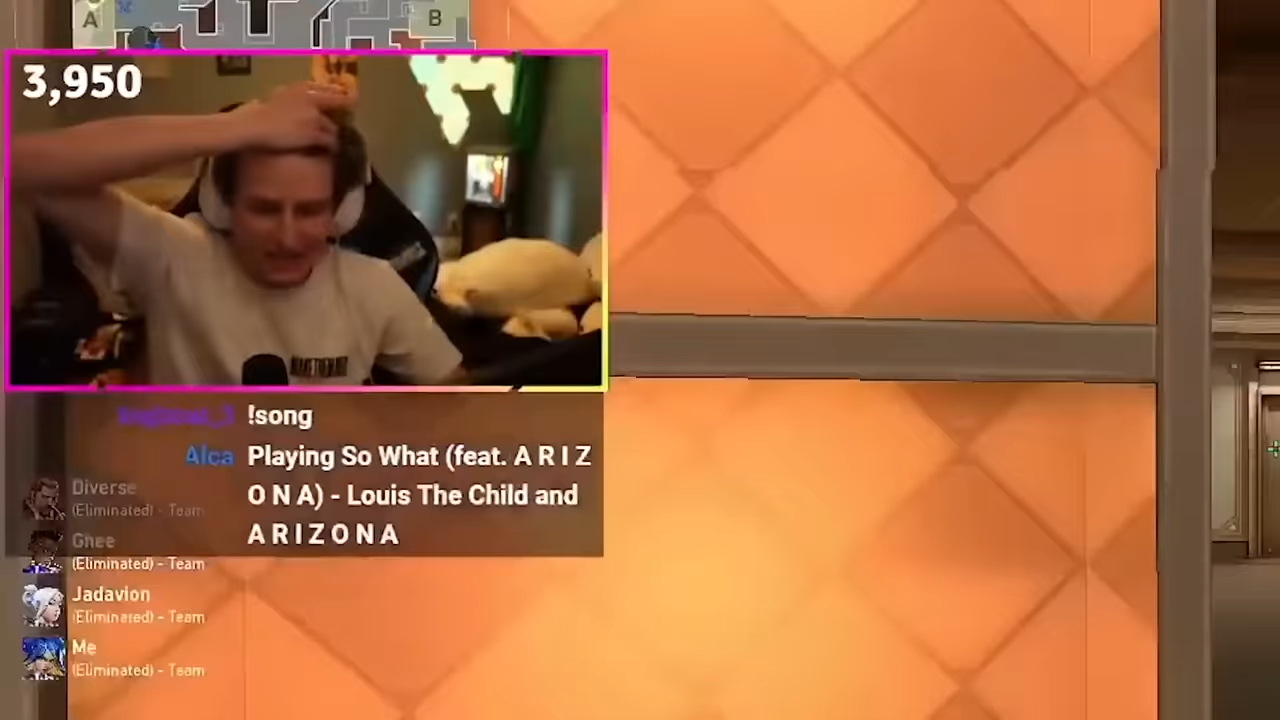 A
B
3,950
!song
Alca Playing So What (feat. A R I Z
O N A) - Louis The Child and
A R I Z O N A
Diverse
(Eliminated) - Team
Ghee
(Eliminated) - Team
Jadavion
(Eliminated) - Team
Me
(Eliminated) - Team